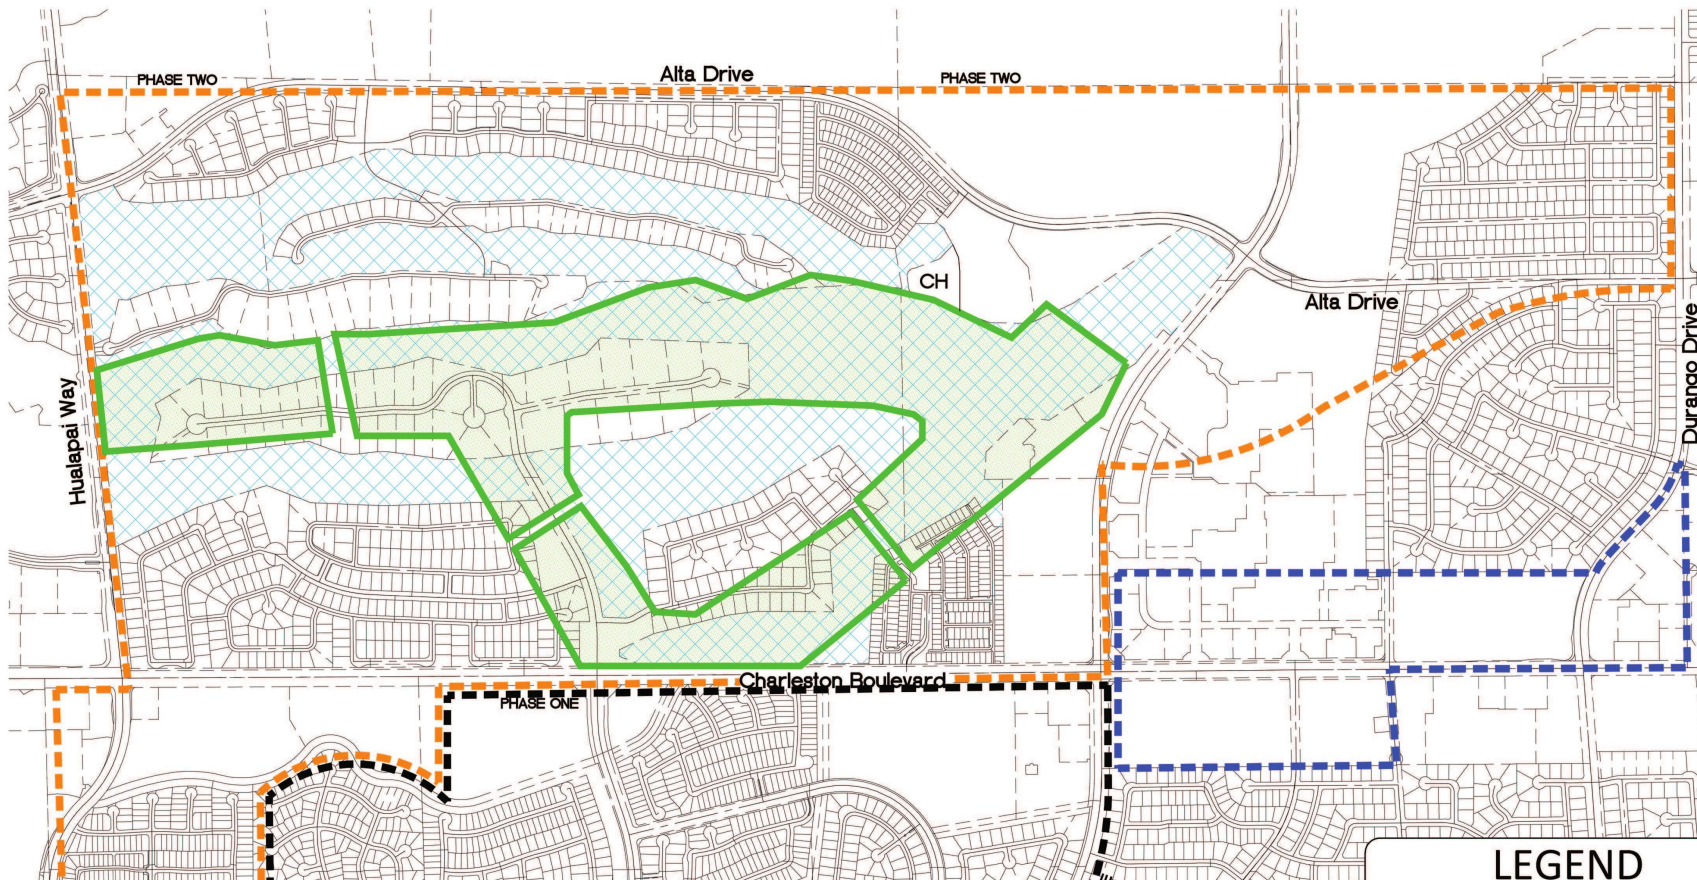 PHASE TWO
Alta Drive
PHASE TWO
CH
Alta Drive
Durango Drive
Hualapai Way
Charleston Boulevard
PHASE ONE
LEGEND